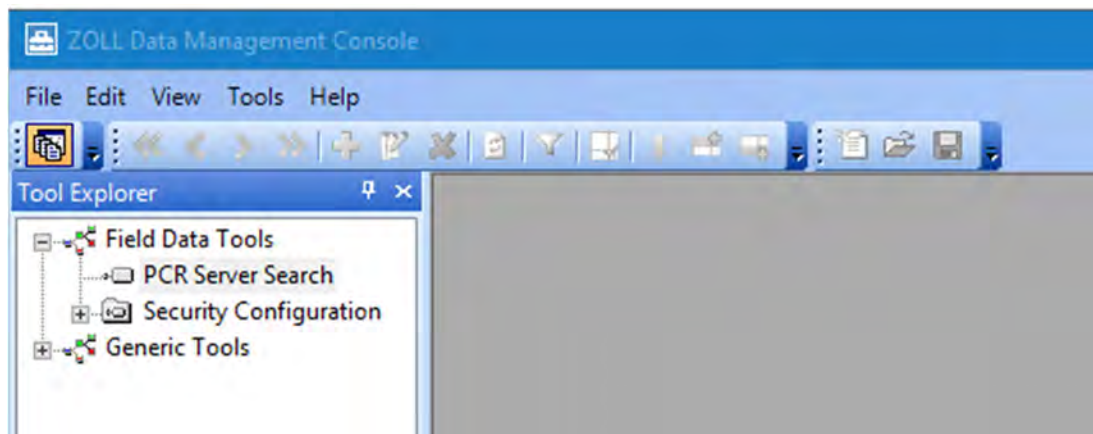 ZOLL Data Management Console
File Edit View Tools Help
Tool Explorer
Field Data Tools
PCR Server Search
Security Configuration
Generic Tools